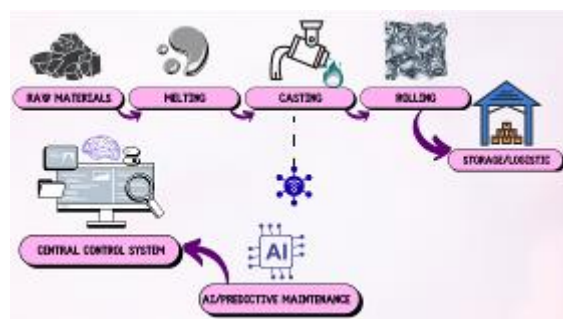 RAW MATERIALS
MELTING
CASTING
ROLLING
STORAGE/LOGISTIC
CENTRAL CONTROL SYSTEM
AI
AI/PREDICTIVE MAINTENANCE